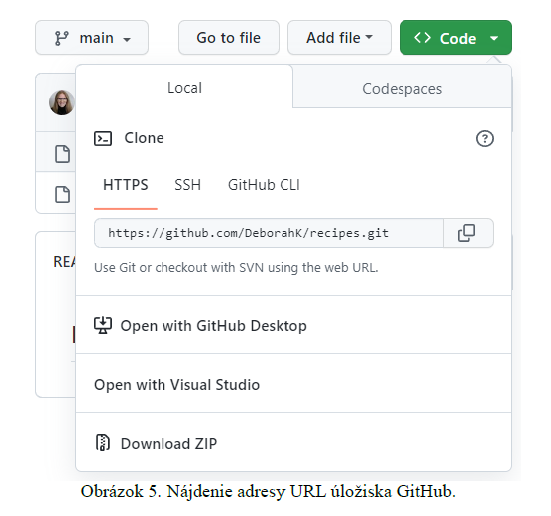 main
Go to file
Add file
Code
Local
Codespaces
Clone
HTTPS
SSH
GitHub CLI
https://github.com/DeborahK/recipes.git
Use Git or checkout with SVN using the web URL.
REA
Open with GitHub Desktop
Open with Visual Studio
Download ZIP
Obrázok 5. Nájdenie adresy URL úložiska GitHub.